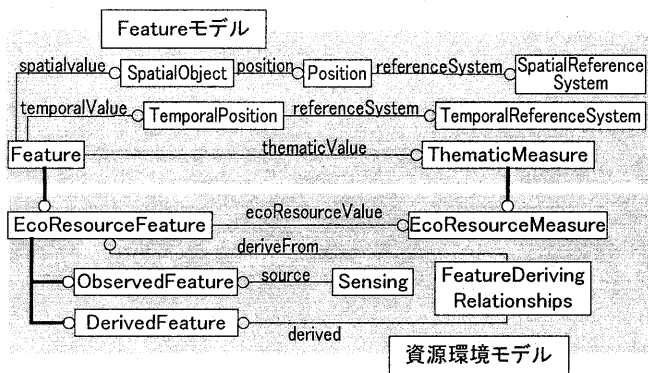 Featureモデル
spatialvalue SpatialObject position Position referenceSystem SpatialReference
System
temporalValue TemporalPosition referenceSystem TemporalReferenceSystem
Feature thematicValue ThematicMeasure
EcoResourceFeature ecoResourceValue EcoResourceMeasure
deriveFrom
ObservedFeature source Sensing FeatureDeriving
Relationships
DerivedFeature derived
資源環境モデル